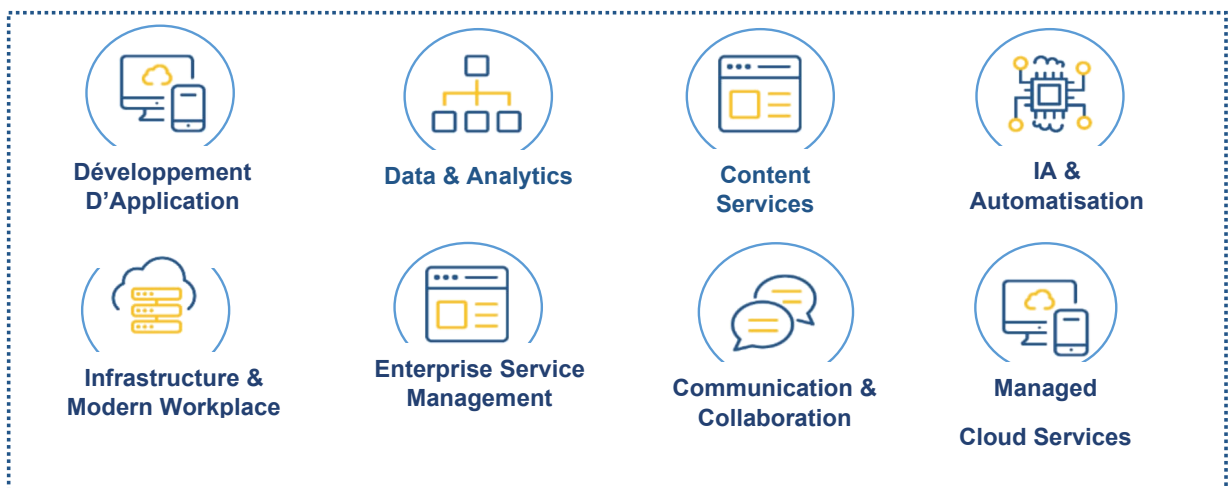 Développement
D’Application
Data & Analytics
Content
Services
IA &
Automatisation
Infrastructure &
Modern Workplace
Enterprise Service
Management
Communication &
Collaboration
Managed
Cloud Services